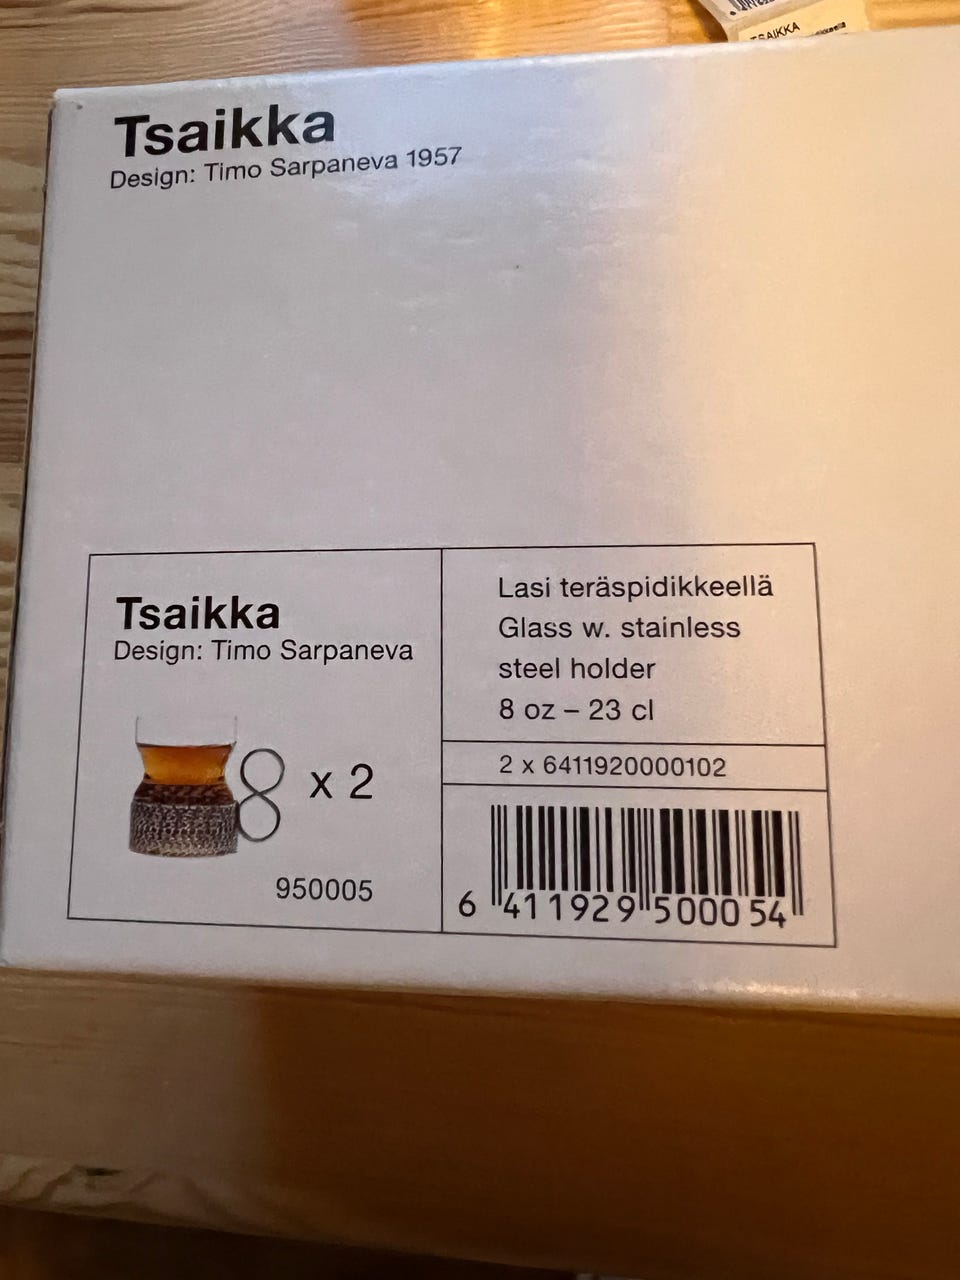 TSAIKKA
Tsaikka
Design: Timo Sarpaneva 1957
Tsaikka
Design: Timo Sarpaneva
x 2
950005
Lasi teräspidikkeellä
Glass w. stainless
steel holder
8 oz – 23 cl
2 x 6411920000102
6 411929 500054